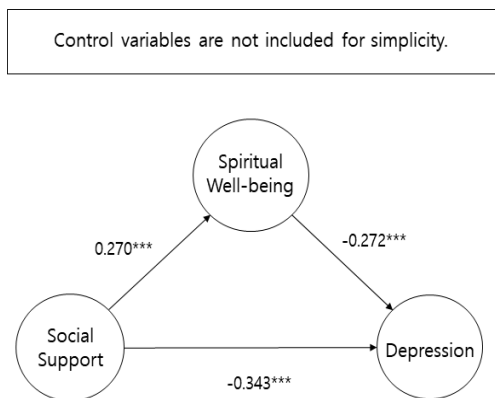 Control variables are not included for simplicity.
Spiritual
Well-being
0.270***
-0.272***
Social
Support
Depression
-0.343***